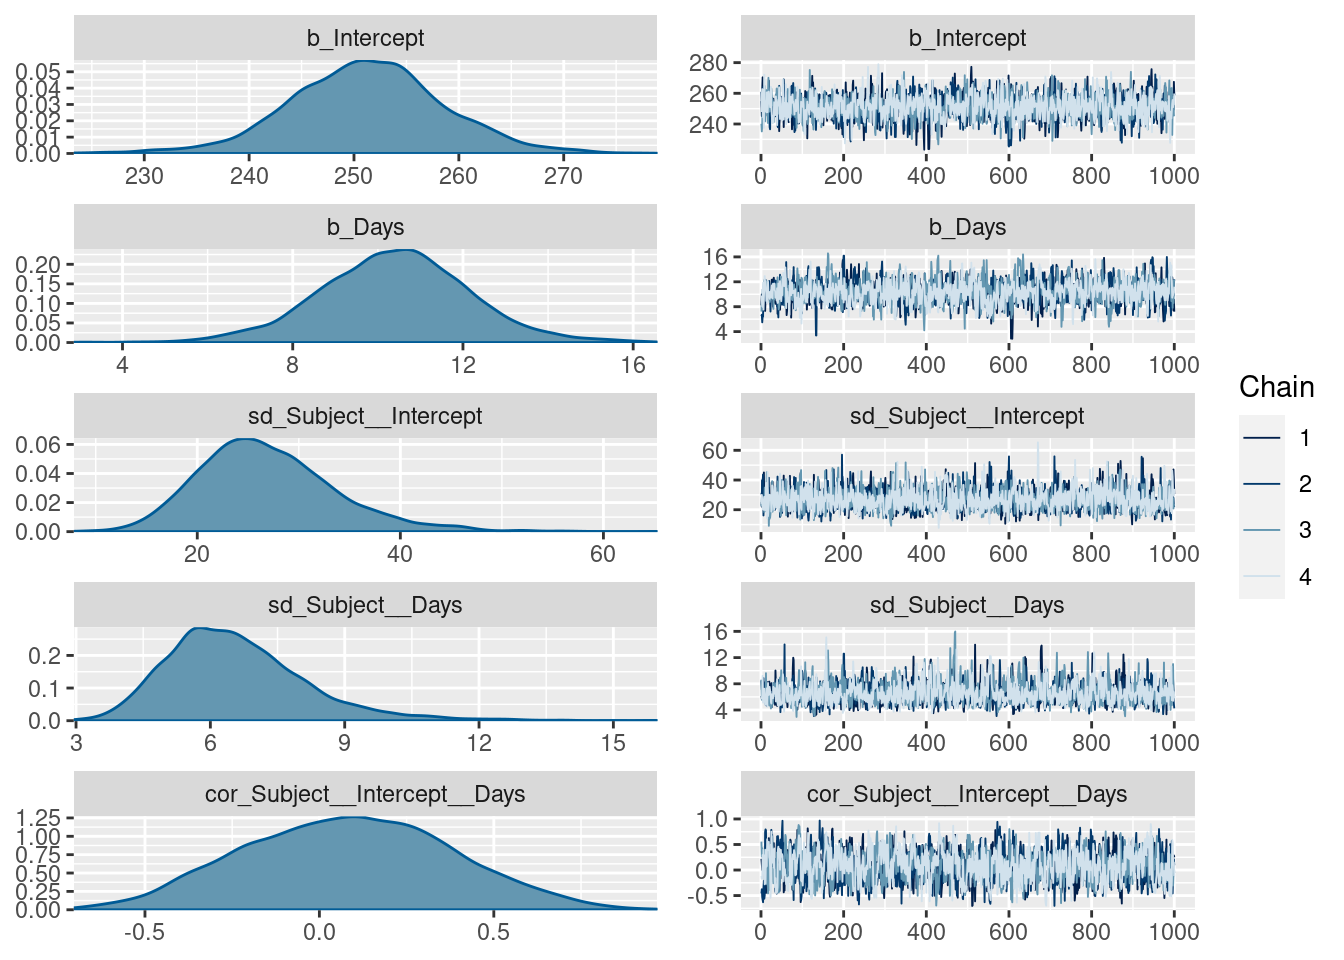 b_Intercept
0.05
0.04
0.03
0.02
0.01
0.00
230 240 250 260 270
b_Intercept
280
260
240
0 200 400 600 800 1000
b_Days
0.20
0.15
0.10
0.05
0.00
4 8 12 16
b_Days
16
12
8
4
0 200 400 600 800 1000
sd_Subject__Intercept
0.06
0.04
0.02
0.00
20 40 60
sd_Subject__Intercept
60
40
20
0 200 400 600 800 1000
sd_Subject__Days
0.2
0.1
0.0
3 6 9 12 15
sd_Subject__Days
16
12
8
4
0 200 400 600 800 1000
cor_Subject__Intercept__Days
1.25
1.00
0.75
0.50
0.25
0.00
-0.5 0.0 0.5
cor_Subject__Intercept__Days
1.0
0.5
0.0
-0.5
0 200 400 600 800 1000
Chain
1
2
3
4